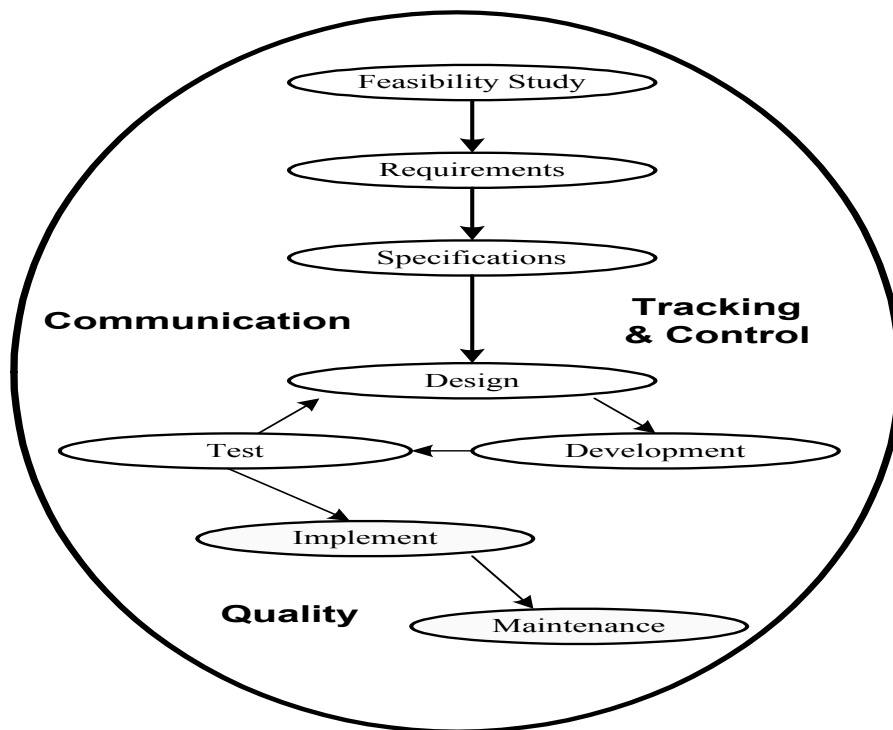 Feasibility Study
Requirements
Specifications
Communication
Tracking
& Control
Design
Test
Development
Implement
Quality
Maintenance